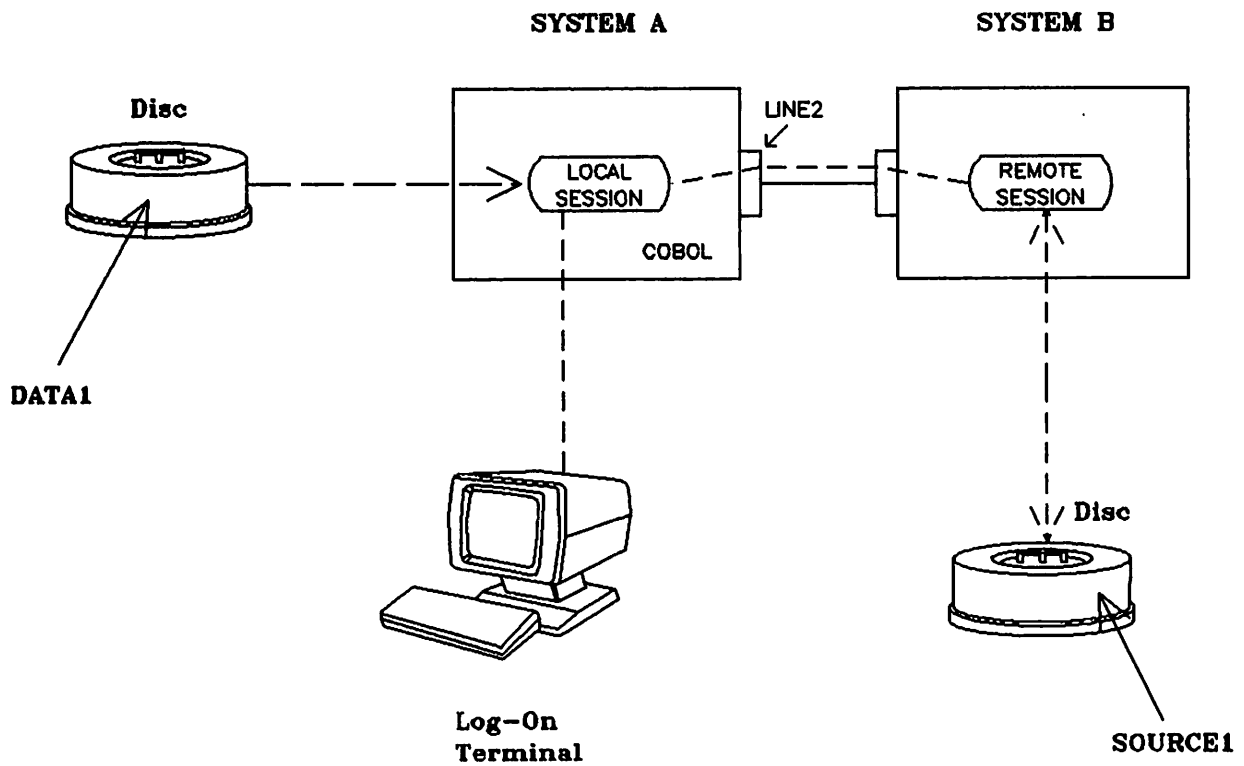 SYSTEM A
SYSTEM B
Disc
LINE2
LOCAL
SESSION
REMOTE
SESSION
COBOL
DATA1
Disc
Log-On
Terminal
SOURCE1